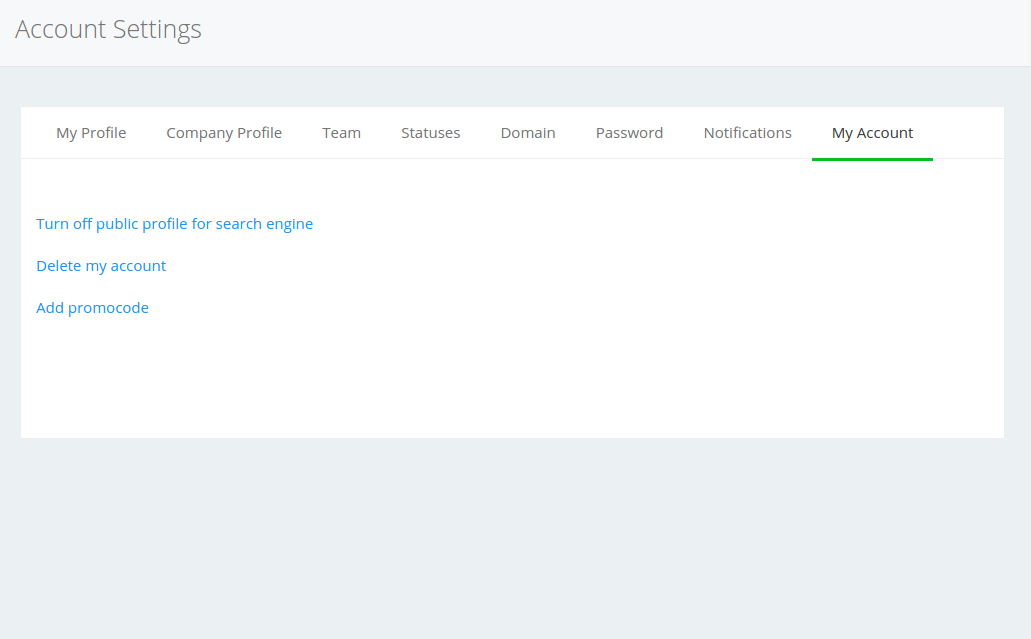 Account Settings
My Profile Company Profile Team Statuses Domain Password Notifications My Account
Turn off public profile for search engine
Delete my account
Add promocode